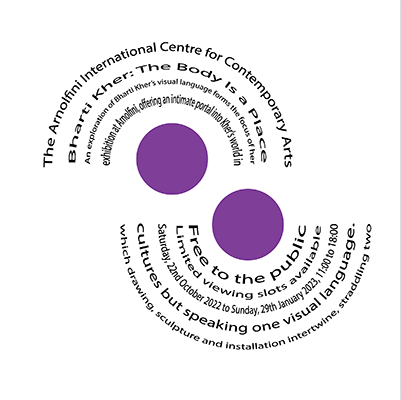 The Arnolfini International Centre for Contemporary Arts
Bharti Kher: The Body Is a Place
An exploration of Bharti Kher's visual language forms the focus of her
exhibition at Arnolfini, offering an intimate portal into Kher's world in
which drawing, sculpture and installation intertwine, straddling two
cultures but speaking one visual language.
Saturday, 22nd October 2022 to Sunday, 29th January 2023, 11:00 to 18:00
Limited viewing slots available
Free to the public